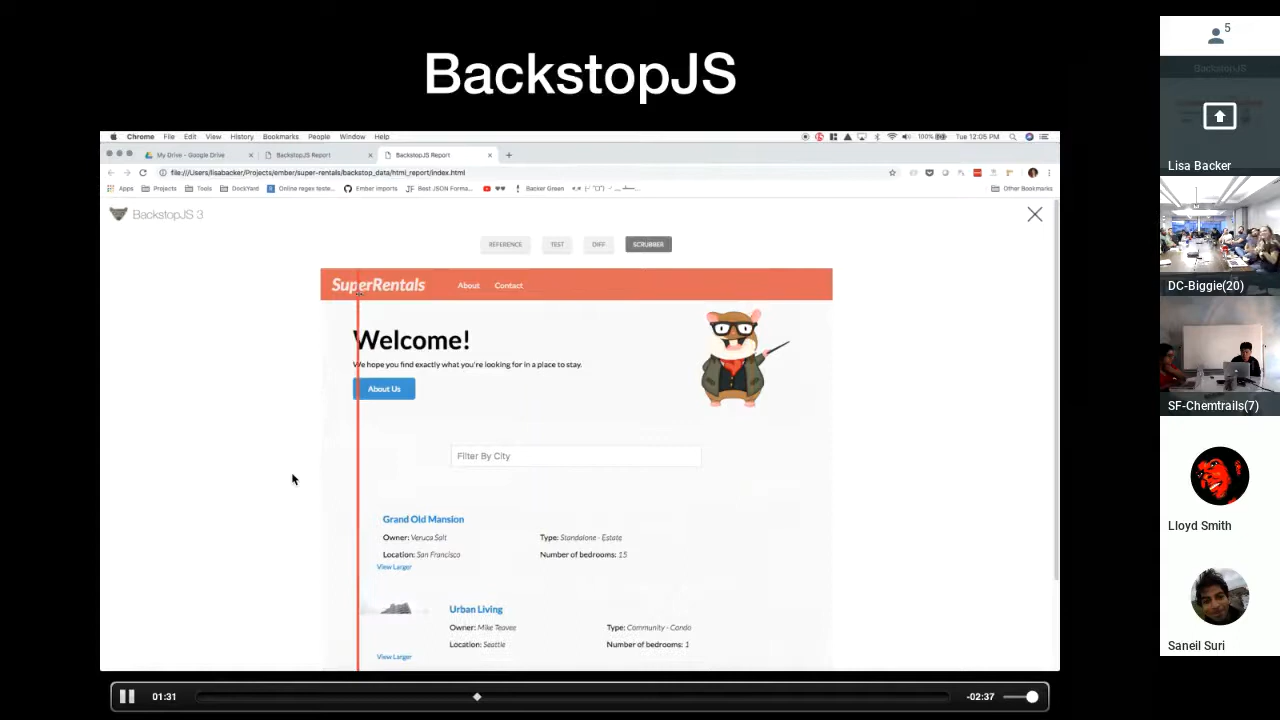 BackstopJS
5
BackstopJS
Lisa Backer
DC-Biggie(20)
SF-Chemtrails(7)
Lloyd Smith
Saneil Suri
Chrome File Edit View History Bookmarks People Window Help
100% Tue 12:05 PM
My Drive - Google Drive
BackstopJS Report
BackstopJS Report
file:///Users/lisabacker/Projects/ember/super-rentals/backstop_data/html_report/index.html
Apps Projects Tools DockYard Online regex teste... Ember Imports Best JSON Forma... Backer Green Other Bookmarks
BackstopJS 3
REFERENCE TEST DIFF SCRUBBER
SuperRentals About Contact
Welcome!
We hope you find exactly what you're looking for in a place to stay.
About Us
Filter By City
Grand Old Mansion
Owner: Veruca Salt Type: Standalone - Estate
Location: San Francisco Number of bedrooms: 15
View Larger
Urban Living
Owner: Mike Teavee Type: Community - Condo
Location: Seattle Number of bedrooms: 1
View Larger
01:31 -02:37